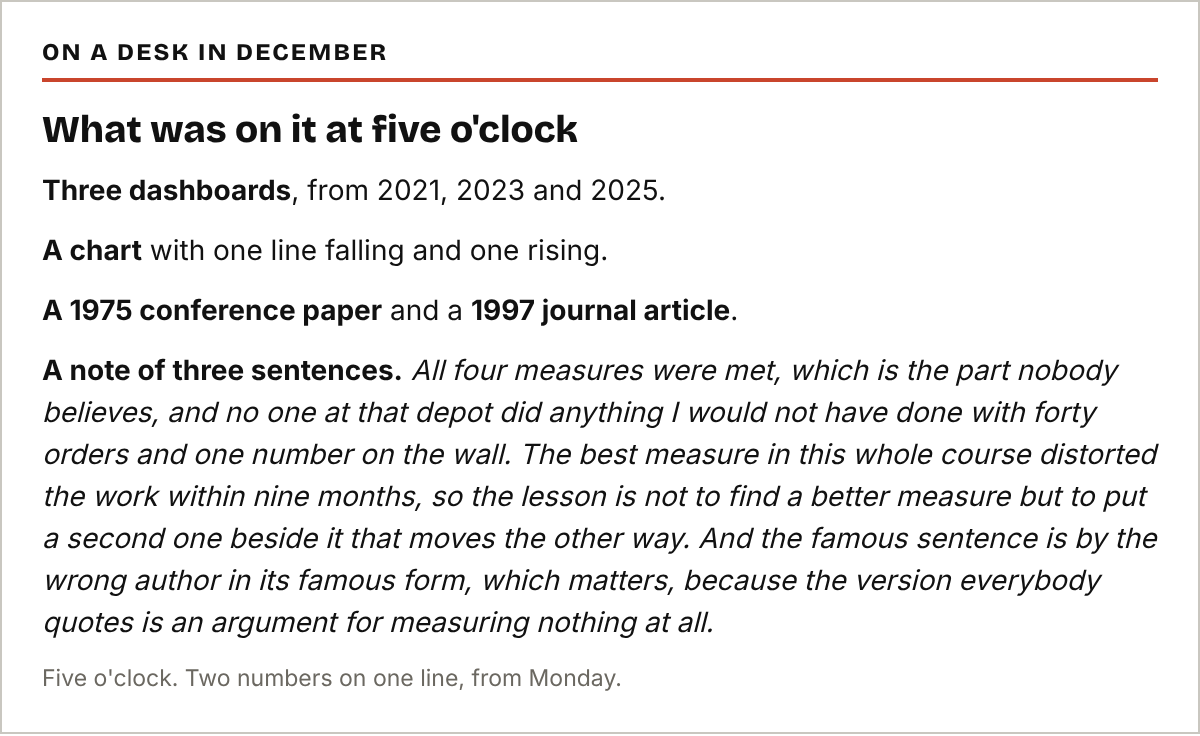 ON A DESK IN DECEMBER
What was on it at five o'clock
Three dashboards, from 2021, 2023 and 2025.
A chart with one line falling and one rising.
A 1975 conference paper and a 1997 journal article.
A note of three sentences. All four measures were met, which is the part nobody
believes, and no one at that depot did anything I would not have done with forty
orders and one number on the wall. The best measure in this whole course distorted
the work within nine months, so the lesson is not to find a better measure but to put
a second one beside it that moves the other way. And the famous sentence is by the
wrong author in its famous form, which matters, because the version everybody
quotes is an argument for measuring nothing at all.
Five o'clock. Two numbers on one line, from Monday.